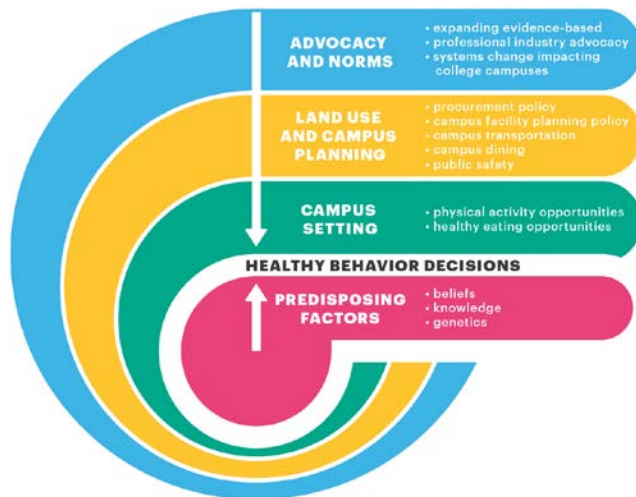 ADVOCACY
AND NORMS
• expanding evidence-based
• professional industry advocacy
• systems change impacting
college campuses
LAND USE
AND CAMPUS
PLANNING
• procurement policy
• campus facility planning policy
• campus transportation
• campus dining
• public safety
CAMPUS
SETTING
• physical activity opportunities
• healthy eating opportunities
HEALTHY BEHAVIOR DECISIONS
PREDISPOSING
FACTORS
• beliefs
• knowledge
• genetics